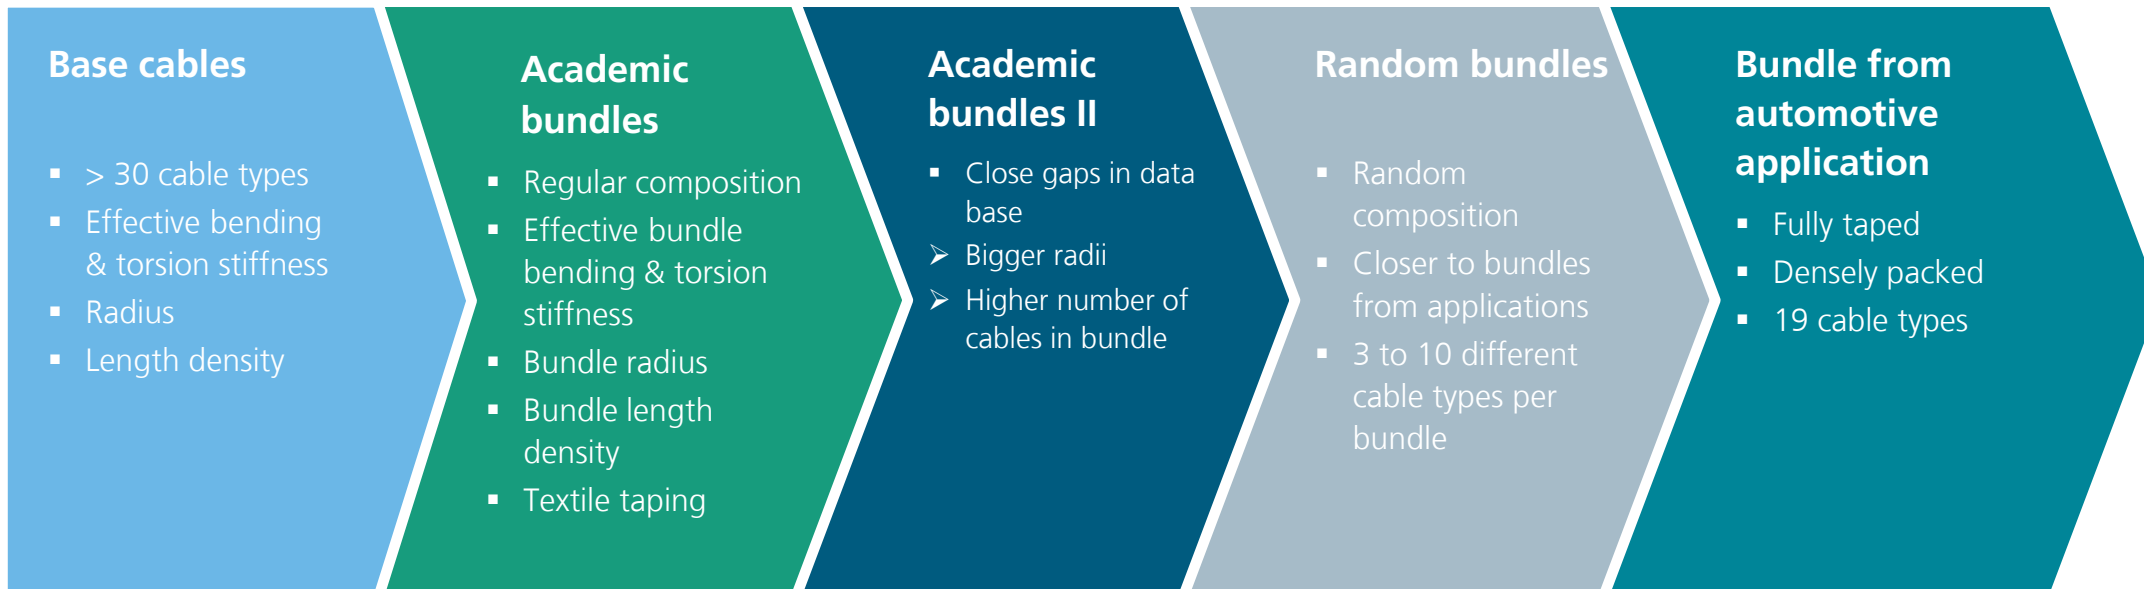 Base cables
▪ > 30 cable types
▪ Effective bending
& torsion stiffness
▪ Radius
▪ Length density
Academic
bundles
▪ Regular composition
▪ Effective bundle
bending & torsion
stiffness
▪ Bundle radius
▪ Bundle length
density
▪ Textile taping
Academic
bundles II
▪ Close gaps in data
base
➢ Bigger radii
➢ Higher number of
cables in bundle
Random bundles
▪ Random
composition
▪ Closer to bundles
from applications
▪ 3 to 10 different
cable types per
bundle
Bundle from
automotive
application
▪ Fully taped
▪ Densely packed
▪ 19 cable types